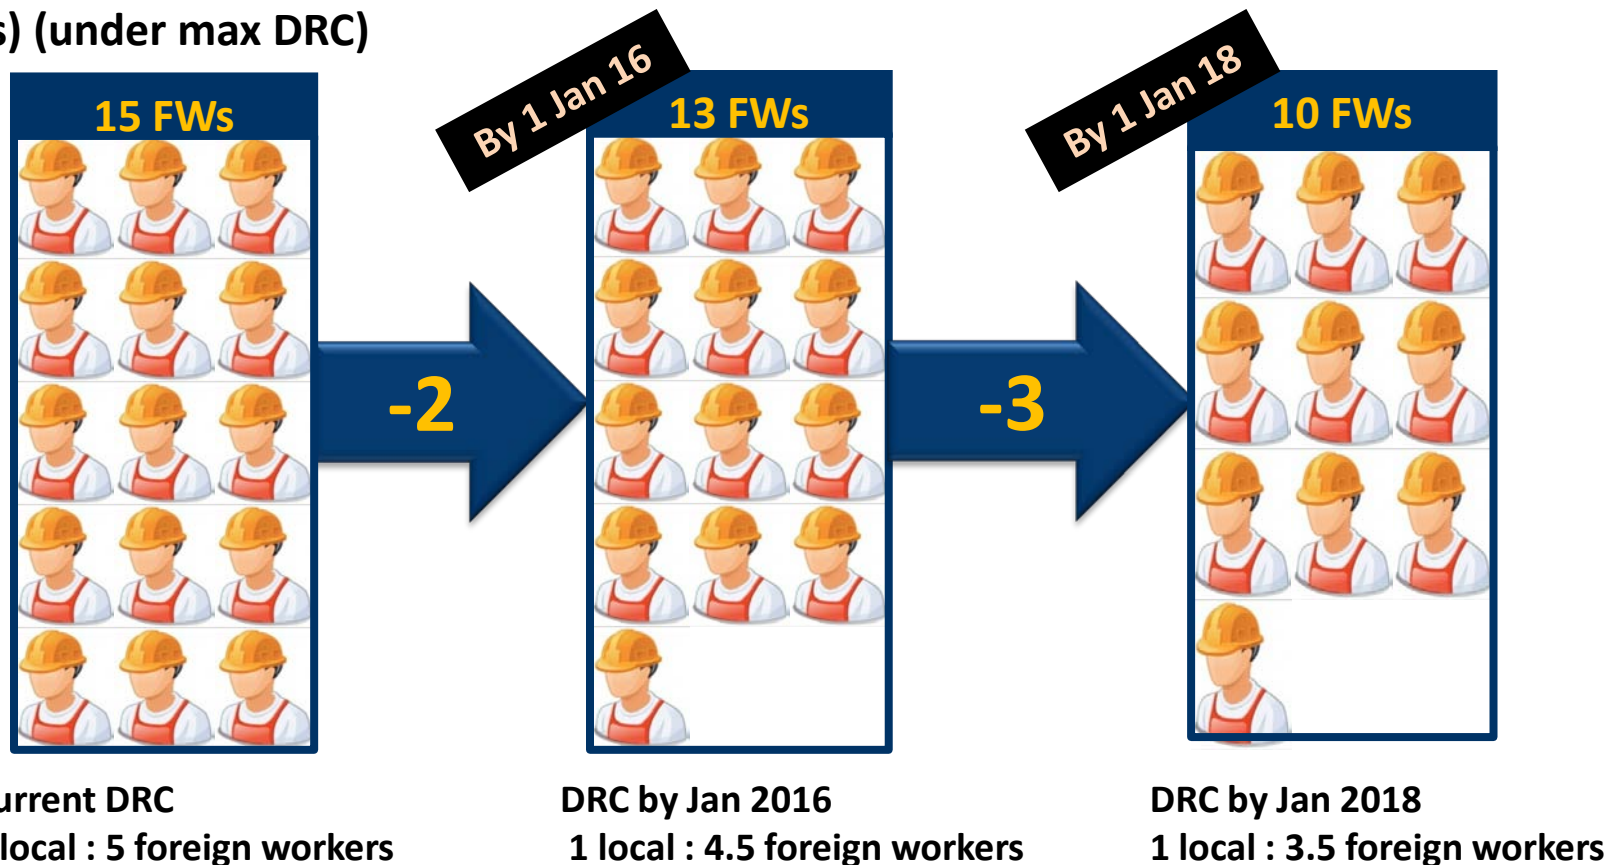 s) (under max DRC)
15 FWs
By 1 Jan 16
13 FWs
By 1 Jan 18
10 FWs
-2
-3
urrent DRC
local : 5 foreign workers
DRC by Jan 2016
1 local : 4.5 foreign workers
DRC by Jan 2018
1 local : 3.5 foreign workers